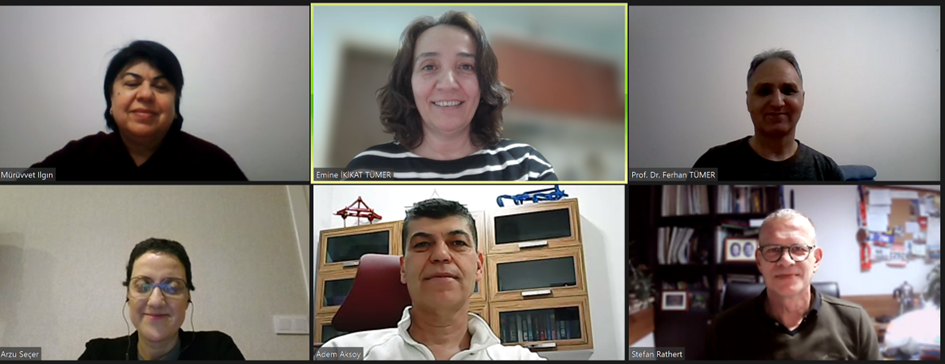 Mürüvvet Ilgın
Emine İKİKAT TÜMER
Prof. Dr. Ferhan TÜMER
Arzu Seçer
Adem Aksoy
Stefan Rathert